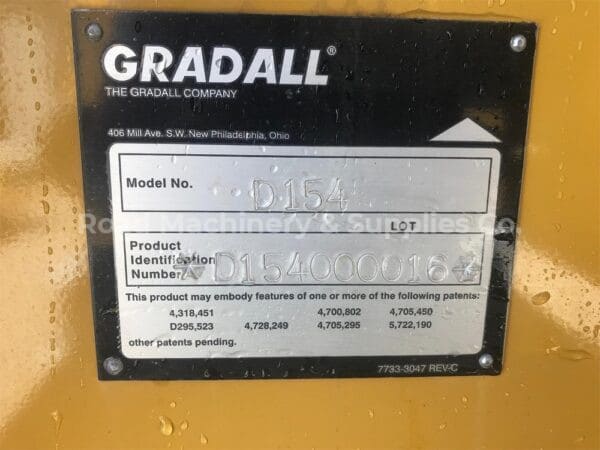 GRADALL®
THE GRADALL COMPANY
406 Mill Ave. S.W. New Philadelphia, Ohio
Model No. D154
LOT
Product
Identification
Number *D154000016*
This product may embody features of one or more of the following patents:
4,318,451 4,700,802 4,705,450
D295,523 4,728,249 4,705,295 5,722,190
other patents pending.
7733-3047 REV-C
Machinery & Supplies Co.